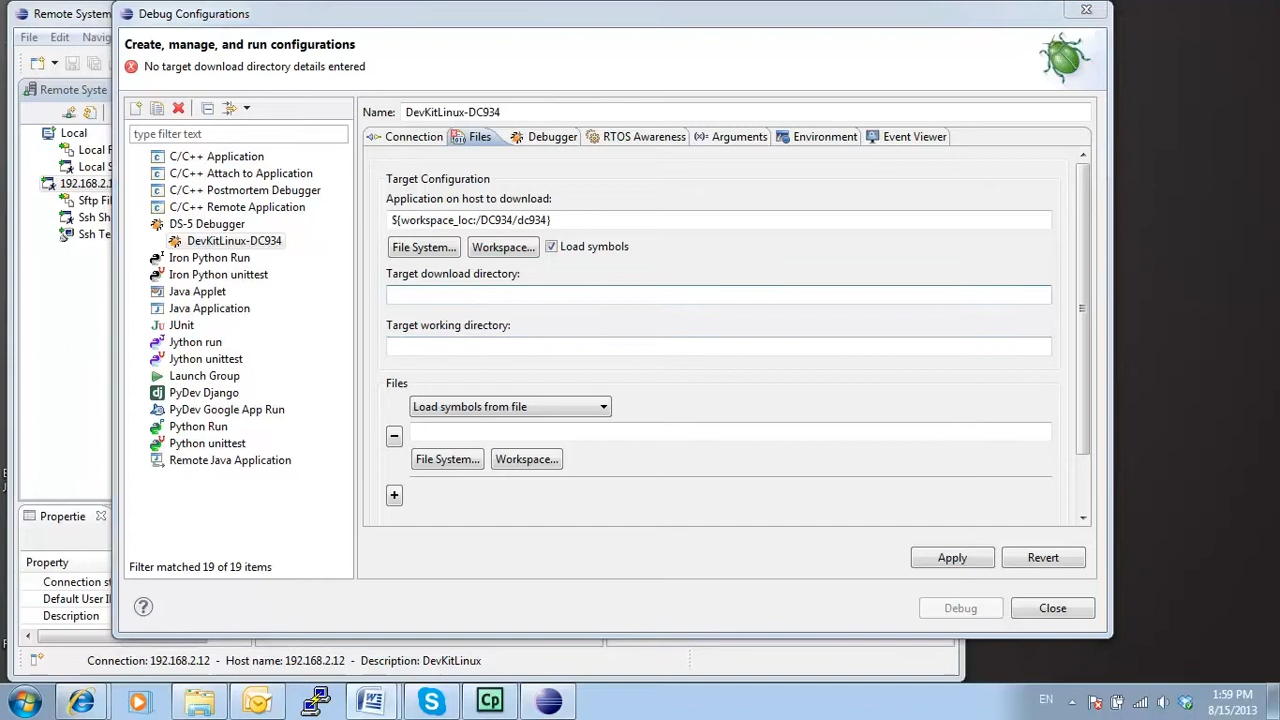 Remote System
Debug Configurations
File Edit Navig
Create, manage, and run configurations
No target download directory details entered
Remote Syste
Name: DevKitLinux-DC934
type filter text
Connection Files Debugger RTOS Awareness Arguments Environment Event Viewer
Local
Local F
Local S
192.168.2.1
Sftp Fil
Ssh Sh
Ssh Te
C/C++ Application
C/C++ Attach to Application
C/C++ Postmortem Debugger
C/C++ Remote Application
DS-5 Debugger
DevKitLinux-DC934
Iron Python Run
Iron Python unittest
Java Applet
Java Application
JUnit
Jython run
Jython unittest
Launch Group
PyDev Django
PyDev Google App Run
Python Run
Python unittest
Remote Java Application
Filter matched 19 of 19 items
Target Configuration
Application on host to download:
${workspace_loc:/DC934/dc934}
File System... Workspace... Load symbols
Target download directory:
Target working directory:
Files
Load symbols from file
File System... Workspace...
Apply Revert
Debug Close
Propertie
Property
Connection st
Default User I
Description
Connection: 192.168.2.12 - Host name: 192.168.2.12 - Description: DevKitLinux
EN
1:59 PM
8/15/2013